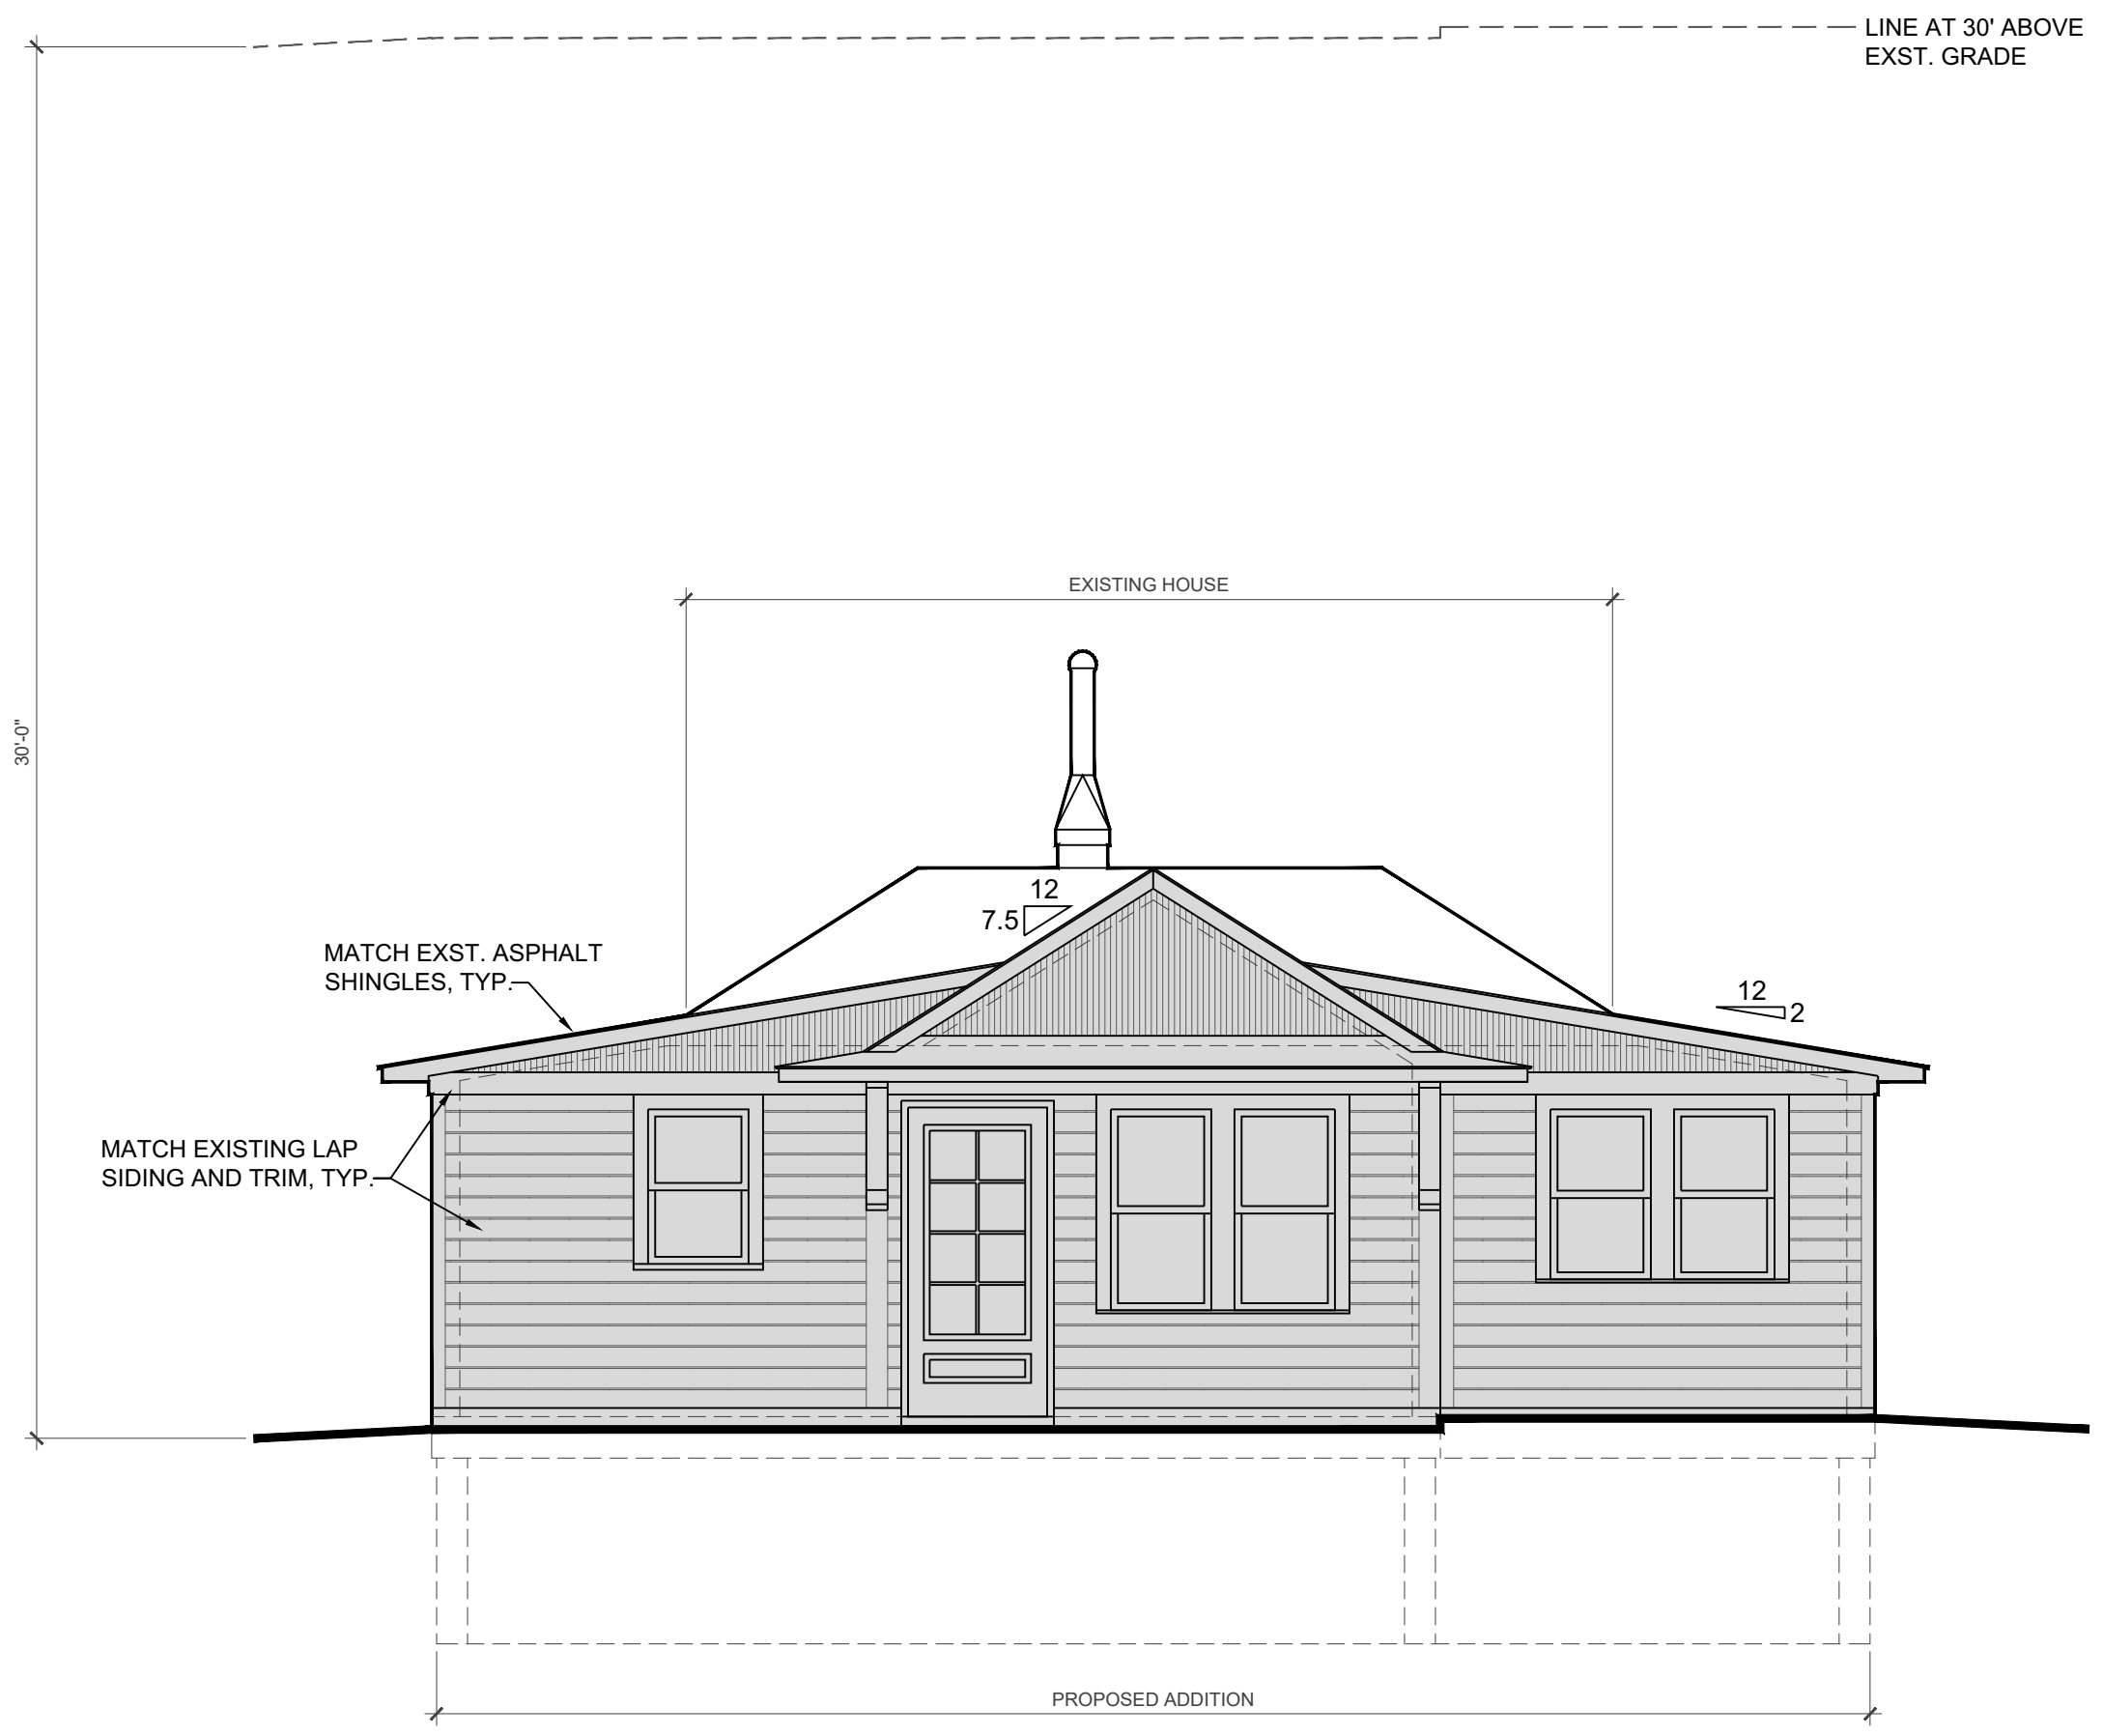 LINE AT 30' ABOVE
EXST. GRADE
30'-0"
EXISTING HOUSE
12
7.5
MATCH EXST. ASPHALT
SHINGLES, TYP.
12
2
MATCH EXISTING LAP
SIDING AND TRIM, TYP.
PROPOSED ADDITION